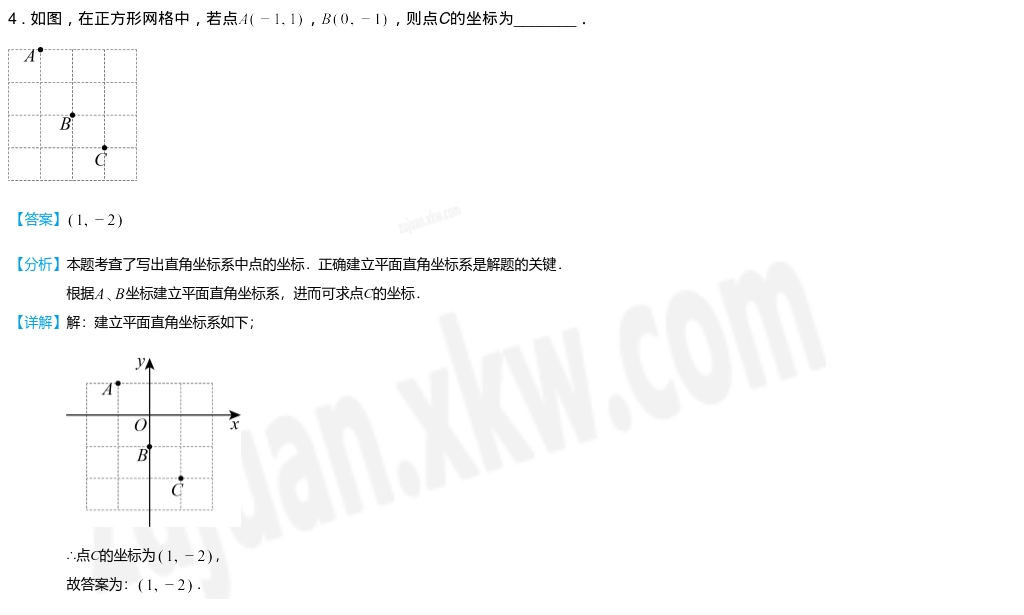 4．如图，在正方形网格中，若点A(－1, 1)，B(0, －1)，则点C的坐标为________．
A
B
C
【答案】(1, －2)
zujuan.xkw.com
【分析】本题考查了写出直角坐标系中点的坐标．正确建立平面直角坐标系是解题的关键．
根据A、B坐标建立平面直角坐标系，进而可求点C的坐标．
【详解】解：建立平面直角坐标系如下；
y
A
O
x
B
C
zujuan.xkw.com
∴点C的坐标为(1, －2)，
故答案为：(1, －2)．